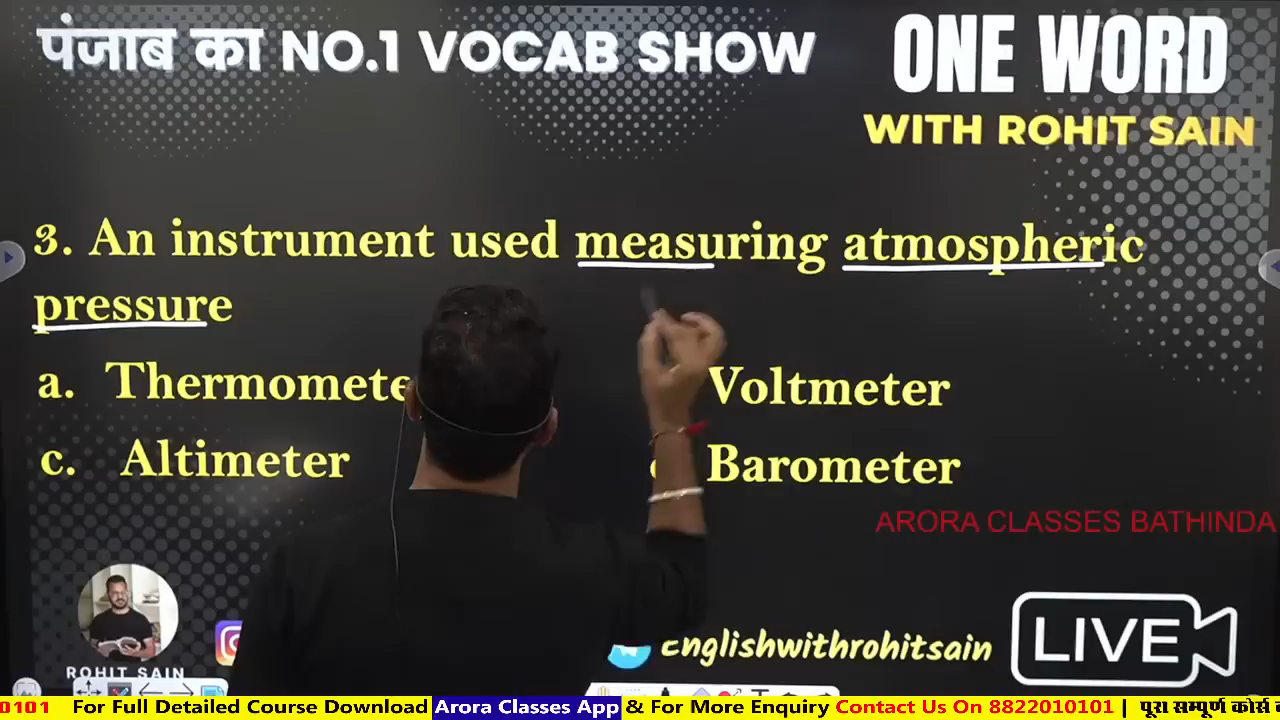 पंजाब का NO.1 VOCAB SHOW
ONE WORD
WITH ROHIT SAIN
3. An instrument used measuring atmospheric
pressure
a. Thermomete
Voltmeter
c. Altimeter
Barometer
ARORA CLASSES BATHINDA
ROHIT SAIN
Englishwithrohitsain
LIVE
0101 For Full Detailed Course Download Arora Classes App & For More Enquiry Contact Us On 8822010101 | पूरा सम्पूर्ण कोर्स